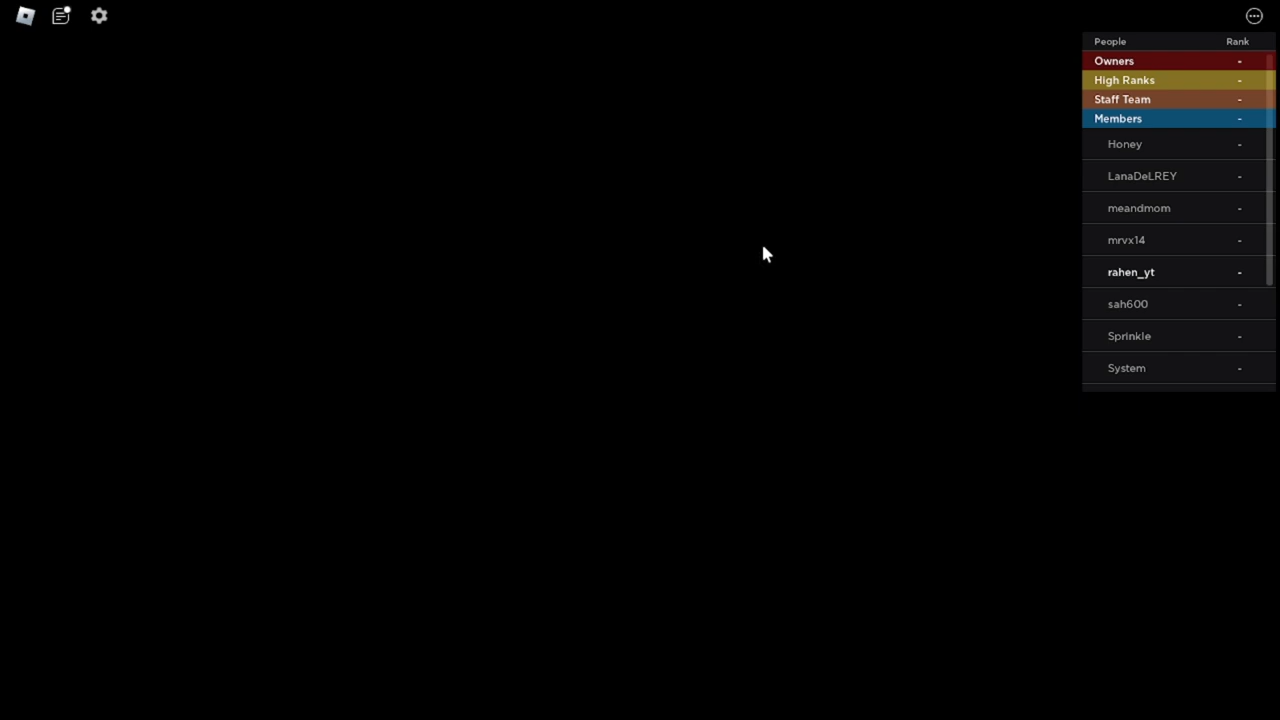 People Rank
Owners -
High Ranks -
Staff Team -
Members -
Honey -
LanaDeLREY -
meandmom -
mrvx14 -
rahen_yt -
sah600 -
Sprinkle -
System -